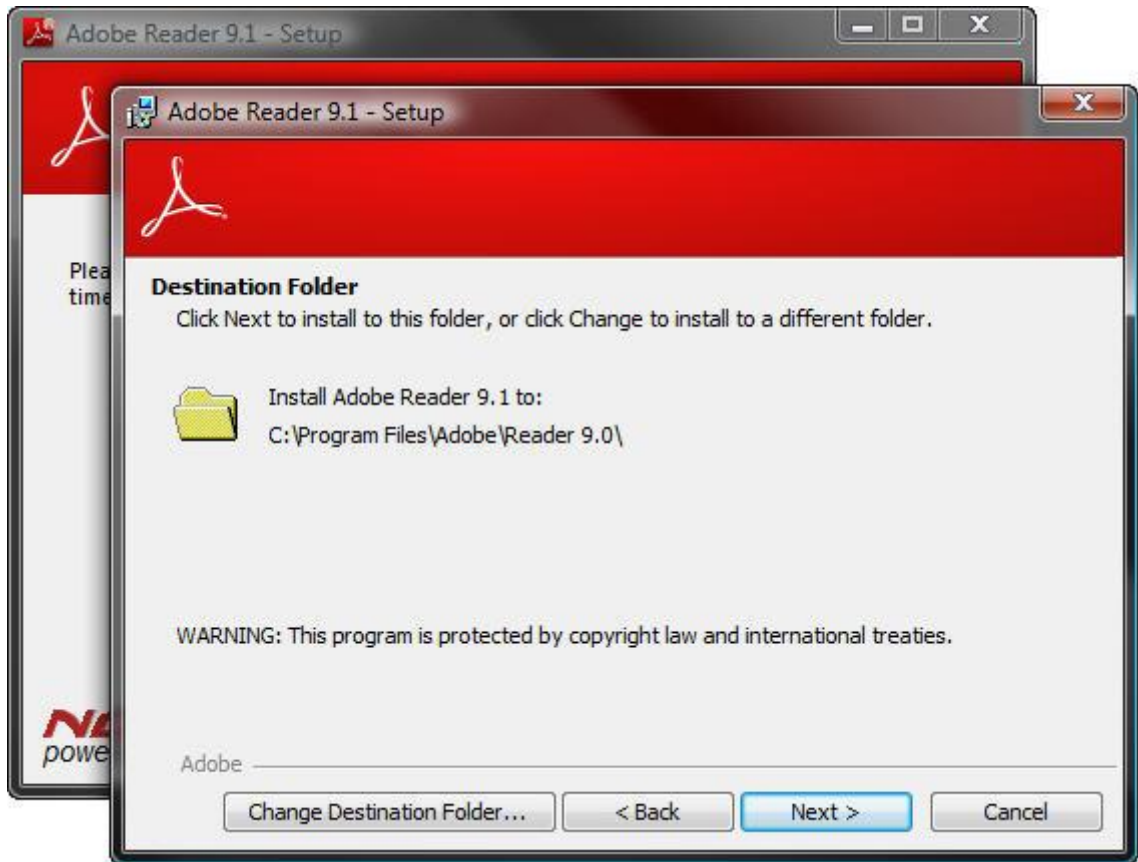 Adobe Reader 9.1 - Setup
Adobe Reader 9.1 - Setup
Destination Folder
Click Next to install to this folder, or click Change to install to a different folder.
Install Adobe Reader 9.1 to:
C:\Program Files\Adobe\Reader 9.0\
WARNING: This program is protected by copyright law and international treaties.
Adobe
Change Destination Folder...
< Back
Next >
Cancel